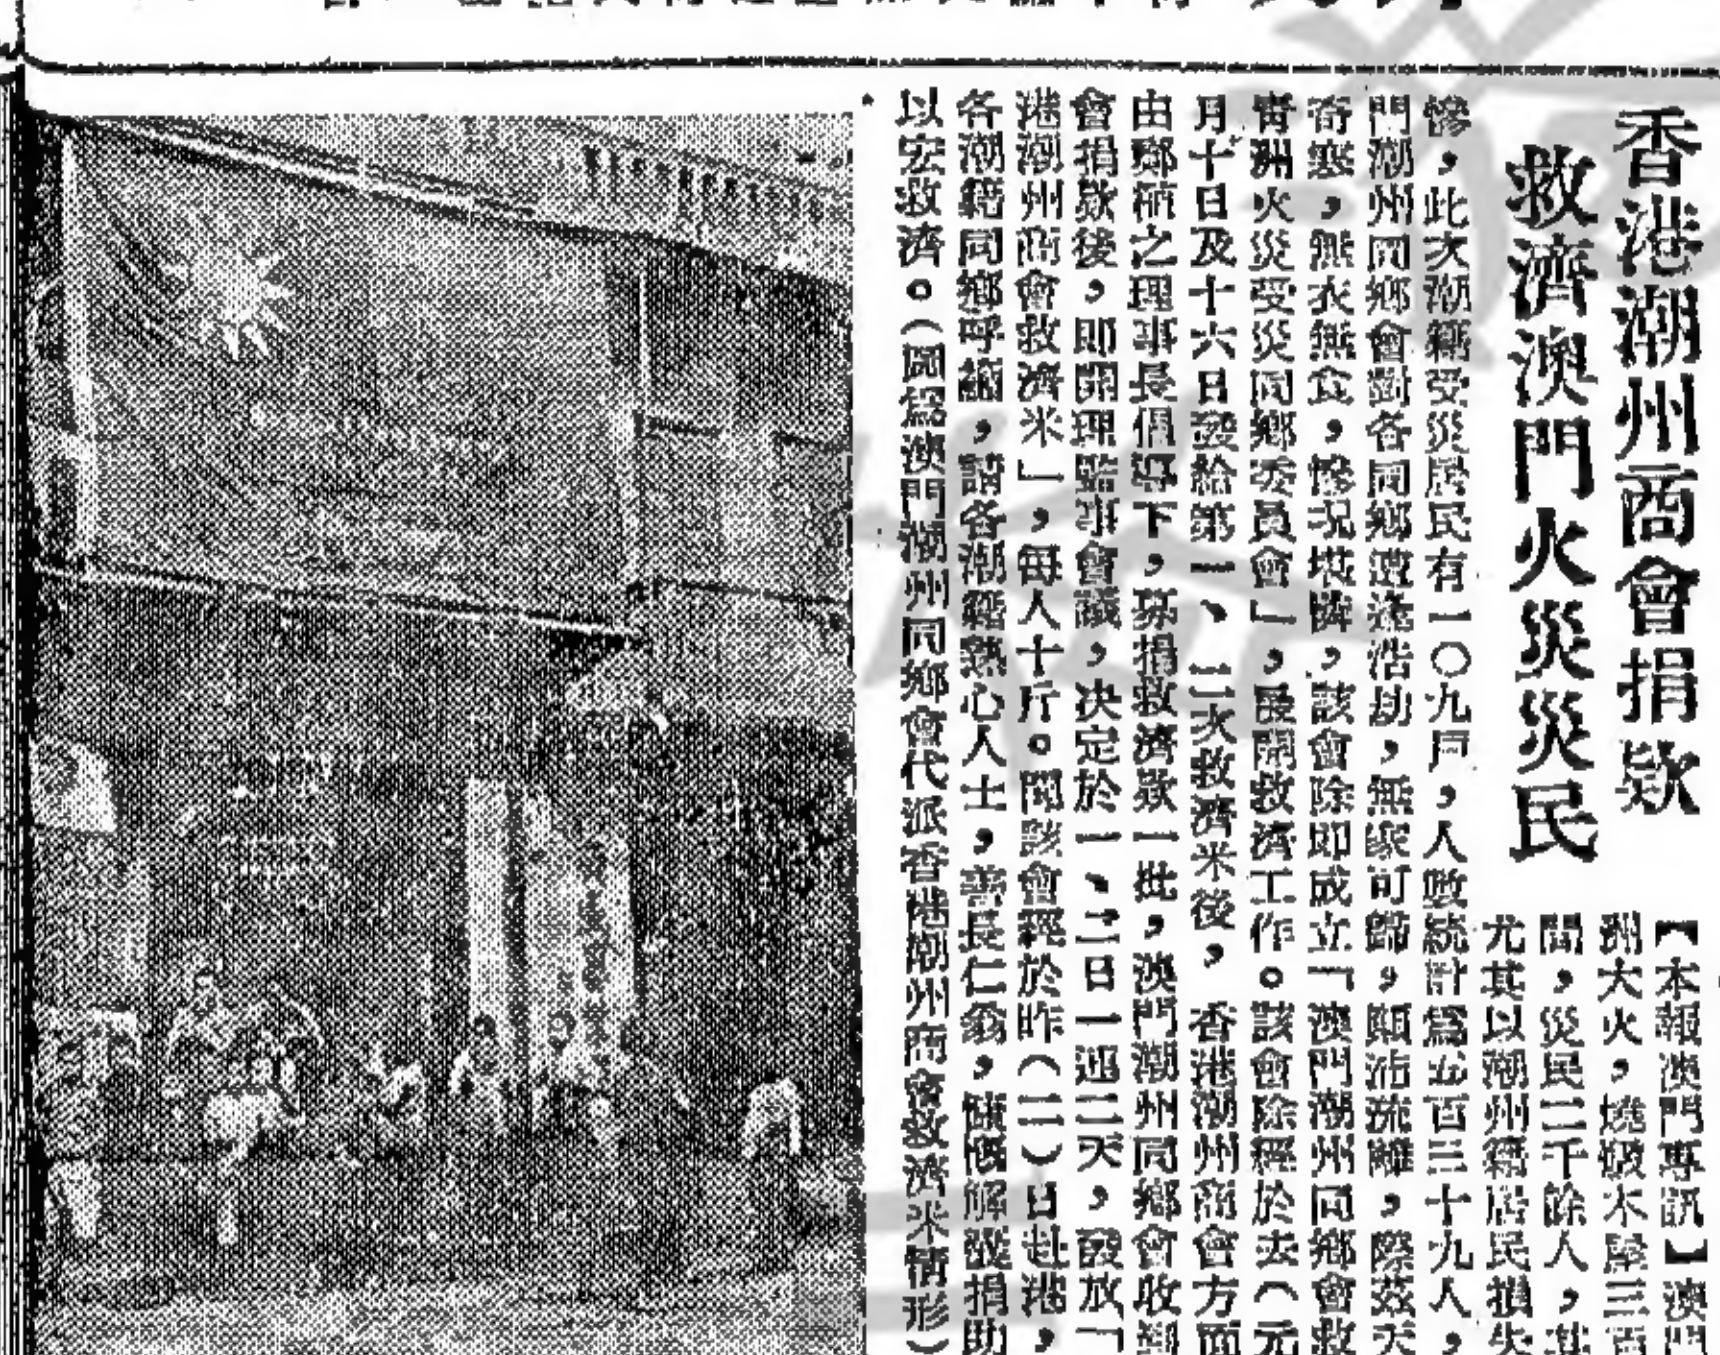 香港潮州商會捐欵
救濟澳門火災災民
【本報澳門專訊】澳門
洲大火,燒燬木屋三百
間,災民二千餘人,其
尤其以潮州籍居民損失
慘,此次潮籍受災居民有一〇九戶,人數統計爲五百三十九人,
門潮州同鄉會對各同鄉遭逢浩劫,無家可歸,顚沛流離,際茲天
寄寒,無衣無食,慘况堪憐,該會除即成立「澳門潮州同鄉會救
靑洲火災受災同鄉委員會」,展開救濟工作。該會除經於去(元
月十日及十六日發給第一、二次救濟米後,香港潮州商會方面
由鄭植之理事長倡導下,募捐救濟欵一批,澳門潮州同鄉會收到
會捐欵後,即開理監事會議,决定於一、二日一連二天,發放「
港潮州商會救濟米」,每人十斤。聞該會經於昨(二)日赴港,
各潮籍同鄉呼籲,請各潮籍熱心人士,善長仁翁,慷慨解囊捐助
以宏救濟。(圖爲澳門潮州同鄉會代派香港潮州商會救濟米情形)